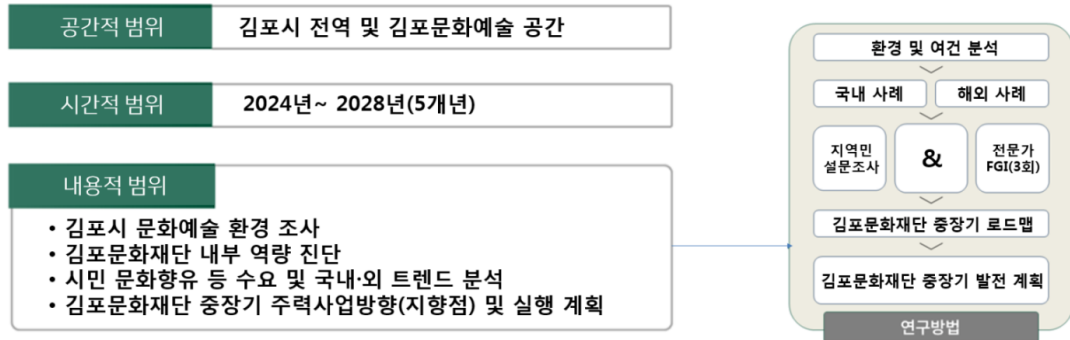 공간적 범위
김포시 전역 및 김포문화예술 공간
시간적 범위
2024년~ 2028년(5개년)
내용적 범위
• 김포시 문화예술 환경 조사
• 김포문화재단 내부 역량 진단
• 시민 문화향유 등 수요 및 국내·외 트렌드 분석
• 김포문화재단 중장기 주력사업방향(지향점) 및 실행 계획
환경 및 여건 분석
국내 사례
해외 사례
지역민
설문조사
&
전문가
FGI(3회)
김포문화재단 중장기 로드맵
김포문화재단 중장기 발전 계획
연구방법